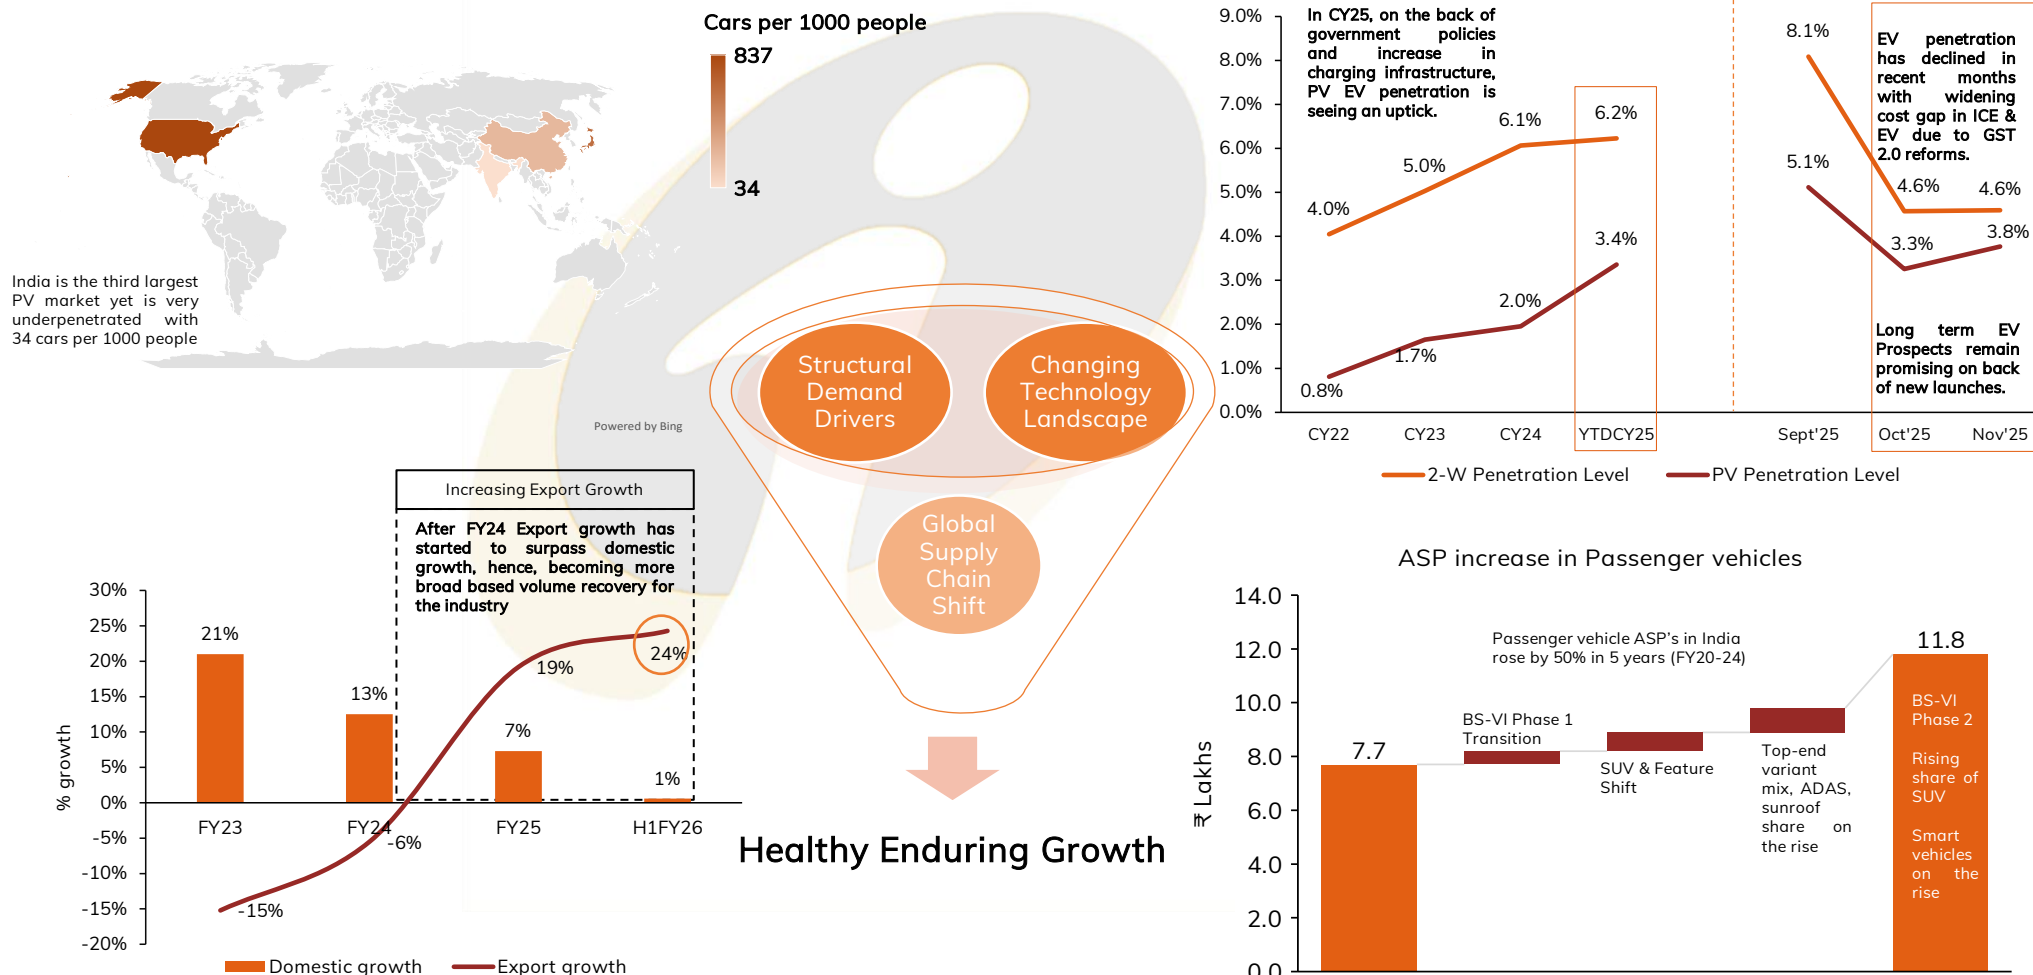 Cars per 1000 people
837
34
India is the third largest
PV market yet is very
underpenetrated with
34 cars per 1000 people
Powered by Bing
9.0%
8.0%
7.0%
6.0%
5.0%
4.0%
3.0%
2.0%
1.0%
0.0%
In CY25, on the back of
government policies
and increase in
charging infrastructure,
PV EV penetration is
seeing an uptick.
4.0%
5.0%
6.1%
6.2%
0.8%
1.7%
2.0%
3.4%
8.1%
5.1%
4.6%
4.6%
3.3%
3.8%
EV penetration
has declined in
recent months
with widening
cost gap in ICE &
EV due to GST
2.0 reforms.
Long term EV
Prospects remain
promising on back
of new launches.
CY22
CY23
CY24
YTDCY25
Sept'25
Oct'25
Nov'25
2-W Penetration Level
PV Penetration Level
Structural
Demand
Drivers
Changing
Technology
Landscape
Global
Supply
Chain
Shift
Healthy Enduring Growth
Increasing Export Growth
After FY24 Export growth has
started to surpass domestic
growth, hence, becoming more
broad based volume recovery for
the industry
% growth
30%
25%
20%
15%
10%
5%
0%
-5%
-10%
-15%
-20%
21%
13%
7%
1%
-15%
-6%
19%
24%
FY23
FY24
FY25
H1FY26
Domestic growth
Export growth
ASP increase in Passenger vehicles
₹ Lakhs
14.0
12.0
10.0
8.0
6.0
4.0
2.0
0.0
Passenger vehicle ASP's in India
rose by 50% in 5 years (FY20-24)
7.7
BS-VI Phase 1
Transition
SUV & Feature
Shift
Top-end
variant
mix, ADAS,
sunroof
share on
the rise
11.8
BS-VI
Phase 2
Rising
share of
SUV
Smart
vehicles
on the
rise